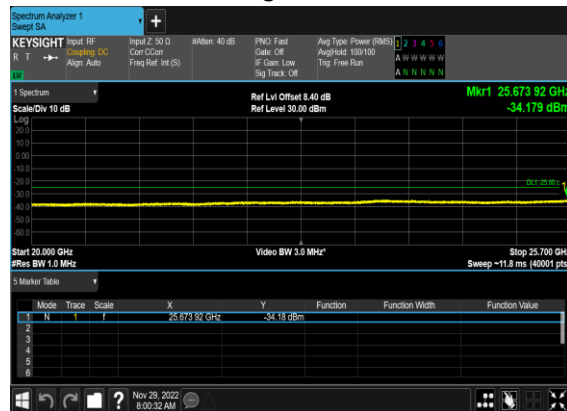 Spectrum Analyzer 1
Swept SA
+
KEYSIGHT Input: RF Input Z: 50 Ω #Atten: 40 dB PNO: Fast Avg Type: Power (RMS) 1 2 3 4 5 6
R T Coupling: DC Corr CCorr Gate: Off Avg|Hold: 100/100 A W W W W W
Align: Auto Freq Ref: Int (S) IF Gain: Low Trig: Free Run
LXI Sig Track: Off A N N N N N
1 Spectrum Ref Lvl Offset 8.40 dB Mkr1 25.673 92 GHz
Scale/Div 10 dB Ref Level 30.00 dBm -34.179 dBm
Log
20.0
10.0
0.00
-10.0
-20.0
DL1 25.00 1
-30.0
-40.0
-50.0
-60.0
Start 20.000 GHz Video BW 3.0 MHz* Stop 25.700 GHz
#Res BW 1.0 MHz Sweep ~11.8 ms (40001 pts
5 Marker Table
Mode Trace Scale X Y Function Function Width Function Value
1 N 1 f 25.673 92 GHz -34.18 dBm
2
3
4
5
6
? Nov 29, 2022
8:00:32 AM